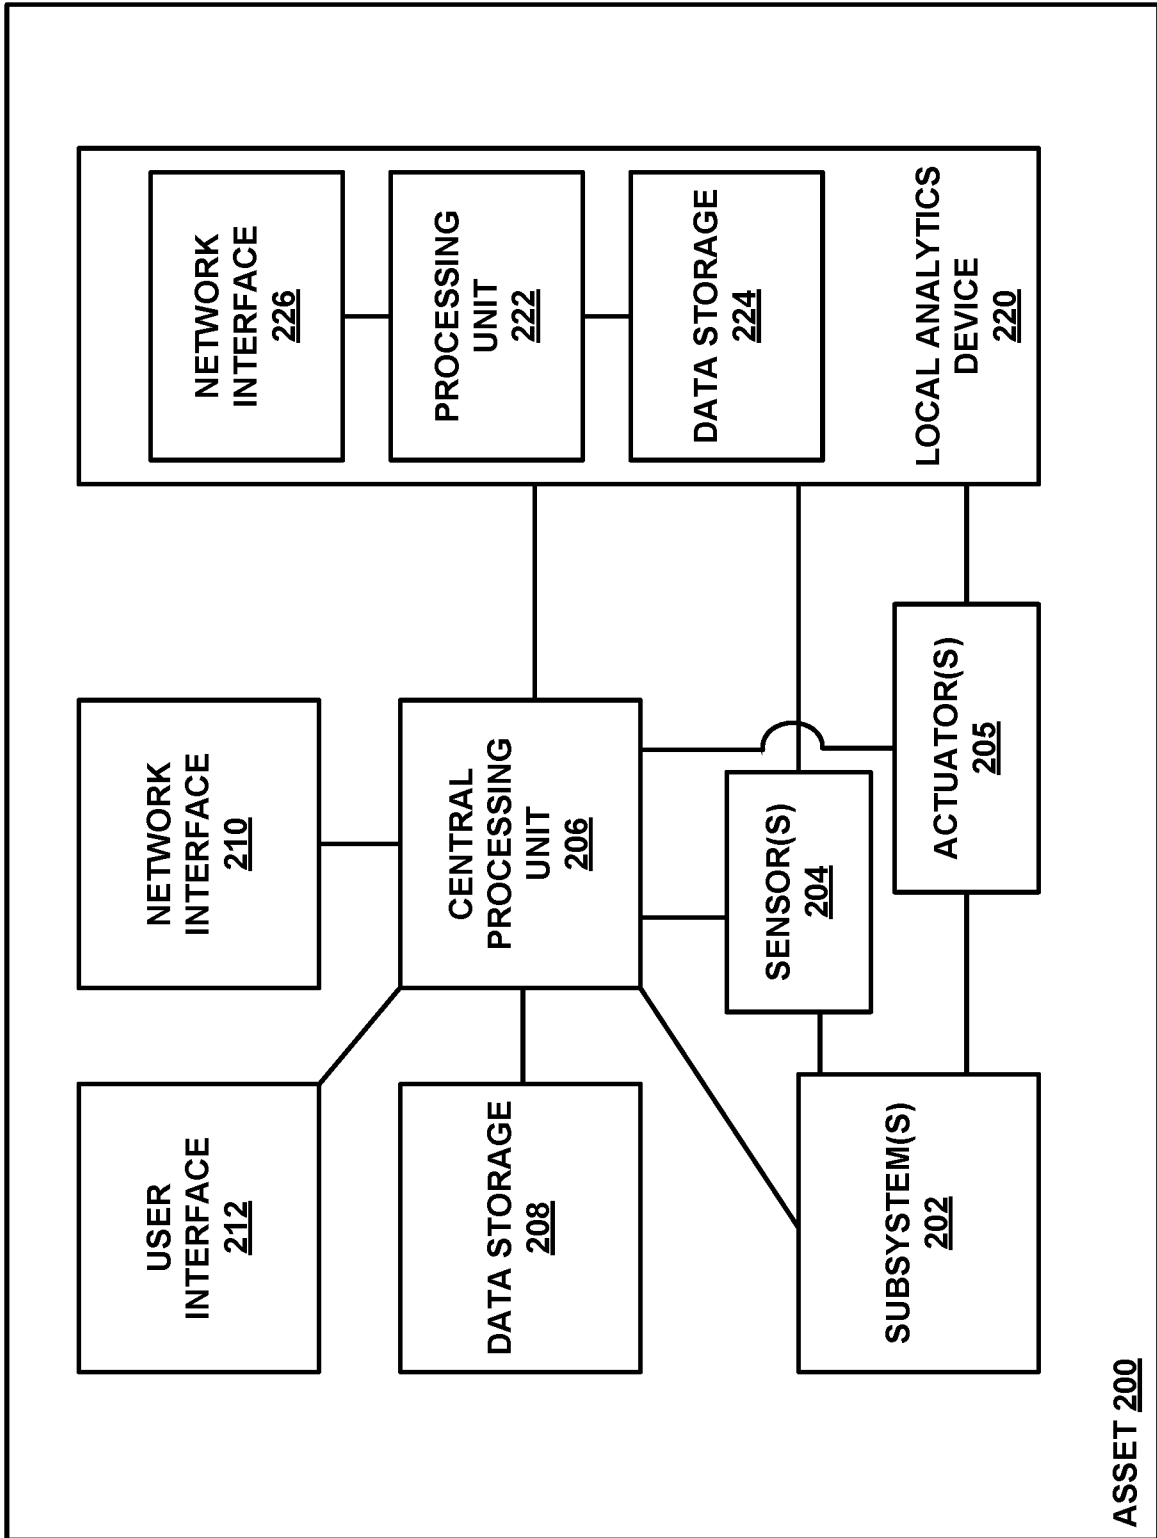 USER
INTERFACE
212
NETWORK
INTERFACE
210
NETWORK
INTERFACE
226
DATA STORAGE
208
CENTRAL
PROCESSING
UNIT
206
PROCESSING
UNIT
222
SENSOR(S)
204
DATA STORAGE
224
SUBSYSTEM(S)
202
ACTUATOR(S)
205
LOCAL ANALYTICS
DEVICE
220
ASSET 200